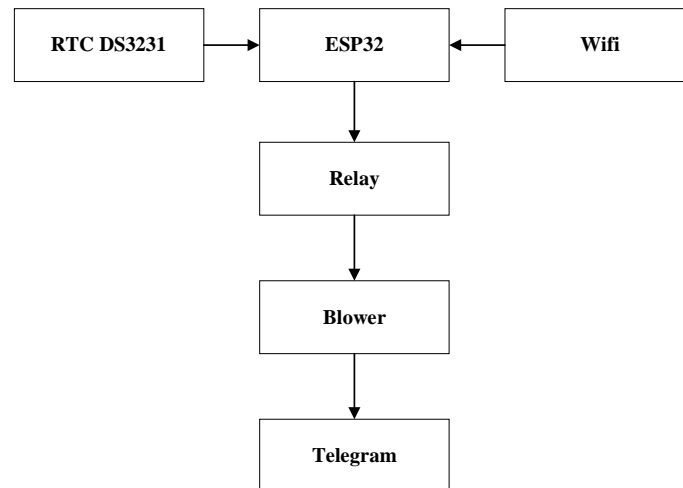 RTC DS3231
ESP32
Wifi
Relay
Blower
Telegram